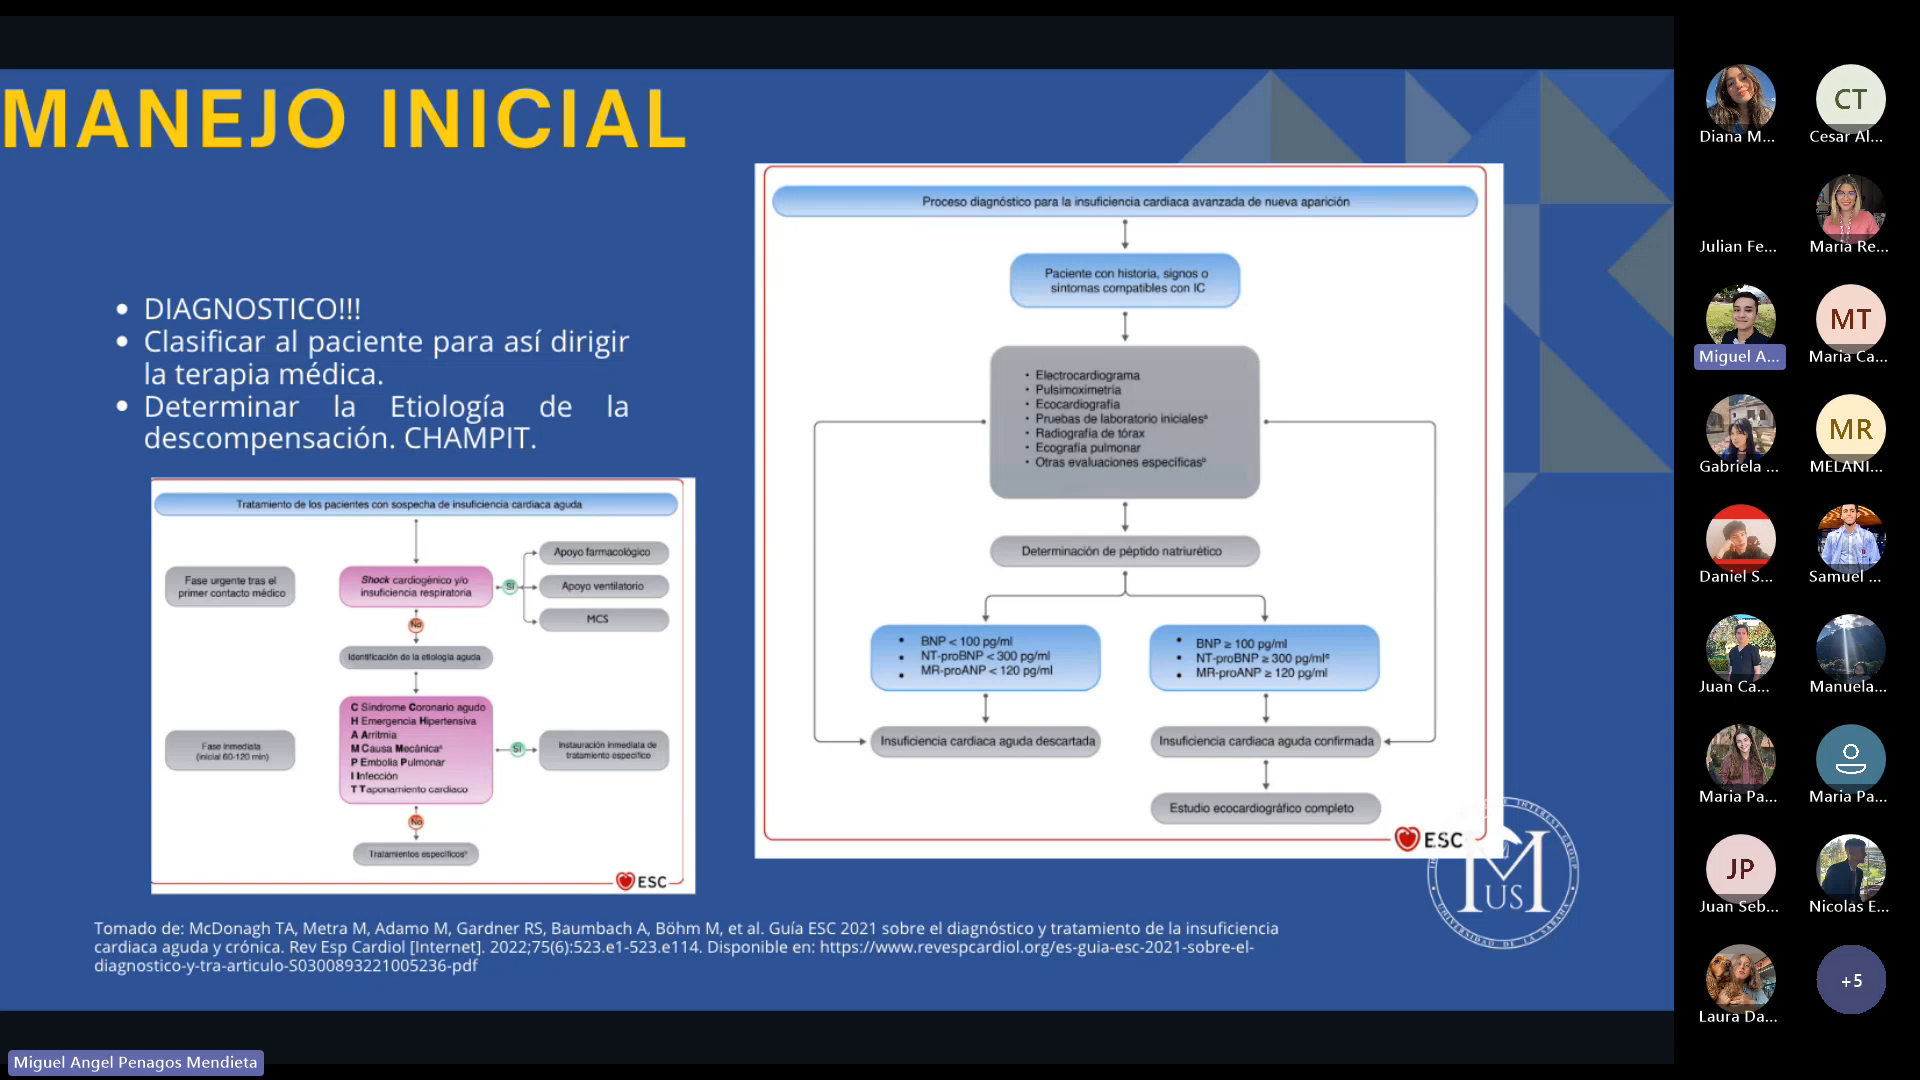 MANEJO INICIAL
• DIAGNOSTICO!!!
• Clasificar al paciente para así dirigir
la terapia médica.
• Determinar la Etiología de la
descompensación. CHAMPIT.
Tratamiento de los pacientes con sospecha de insuficiencia cardiaca aguda
Fase urgente tras el
primer contacto médico
Shock cardiogénico y/o
insuficiencia respiratoria
Sí
Apoyo farmacológico
Apoyo ventilatorio
MCS
No
Identificación de la etiología aguda
Fase inmediata
(inicial 60-120 min)
C Síndrome Coronario agudo
H Emergencia Hipertensiva
A Arritmia
M Causa Mecánicaª
P Embolia Pulmonar
I Infección
T Taponamiento cardiaco
Sí
Instauración inmediata de
tratamiento específico
No
Tratamientos específicosᵇ
ESC
Proceso diagnóstico para la insuficiencia cardiaca avanzada de nueva aparición
Paciente con historia, signos o
síntomas compatibles con IC
• Electrocardiograma
• Pulsimoximetría
• Ecocardiografía
• Pruebas de laboratorio inicialesª
• Radiografía de tórax
• Ecografía pulmonar
• Otras evaluaciones específicasᵇ
Determinación de péptido natriurético
• BNP < 100 pg/ml
• NT-proBNP < 300 pg/ml
• MR-proANP < 120 pg/ml
• BNP ≥ 100 pg/ml
• NT-proBNP ≥ 300 pg/mlᶜ
• MR-proANP ≥ 120 pg/ml
Insuficiencia cardiaca aguda descartada
Insuficiencia cardiaca aguda confirmada
Estudio ecocardiográfico completo
ESC
M
US
INTEREST GROUP
UNIVERSIDAD DE LA SABANA
Tomado de: McDonagh TA, Metra M, Adamo M, Gardner RS, Baumbach A, Böhm M, et al. Guía ESC 2021 sobre el diagnóstico y tratamiento de la insuficiencia
cardiaca aguda y crónica. Rev Esp Cardiol [Internet]. 2022;75(6):523.e1-523.e114. Disponible en: https://www.revespcardiol.org/es-guia-esc-2021-sobre-el-
diagnostico-y-tra-articulo-S0300893221005236-pdf
Miguel Angel Penagos Mendieta
Diana M...
CT
Cesar Al...
Julian Fe...
Maria Re...
Miguel A...
MT
Maria Ca...
Gabriela ...
MR
MELANI...
Daniel S...
Samuel ...
Juan Ca...
Manuela...
Maria Pa...
Maria Pa...
JP
Juan Seb...
Nicolas E...
Laura Da...
+5